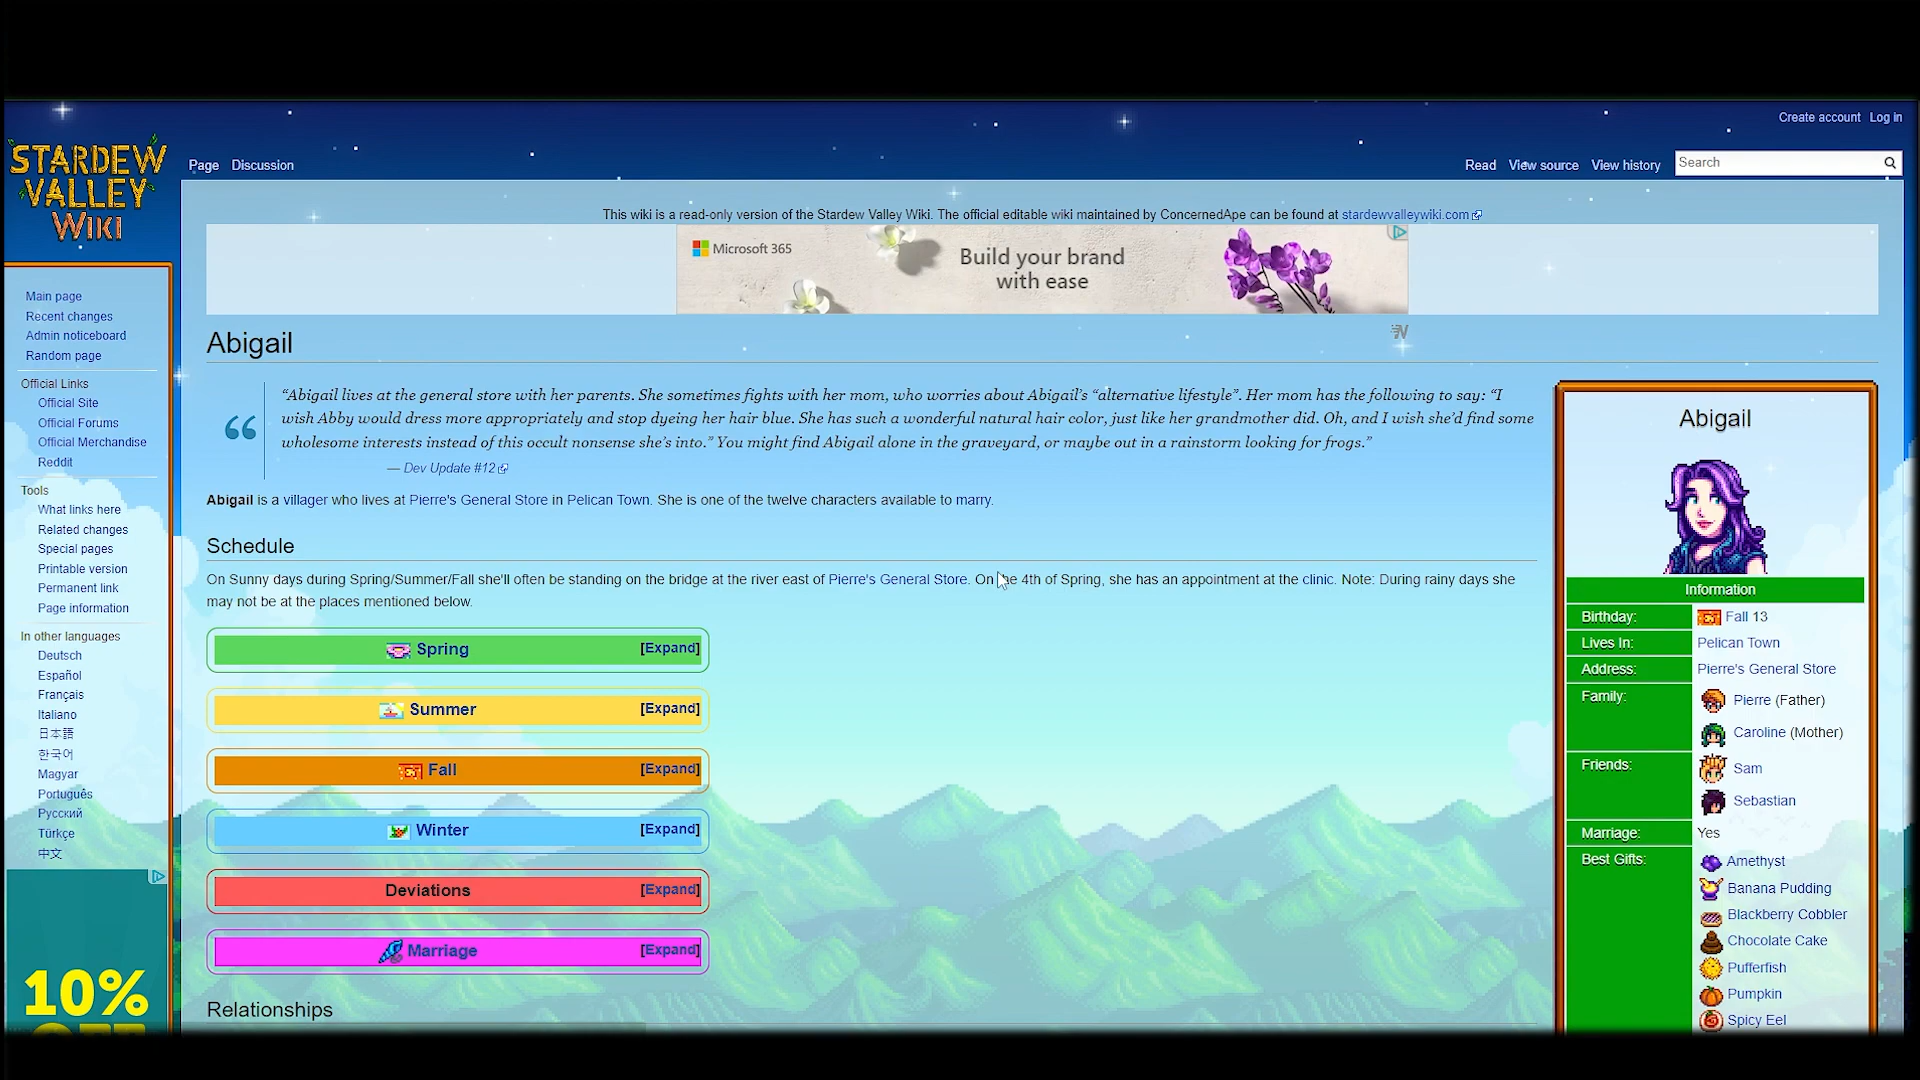 Create account Log in
STARDEW
VALLEY
WIKI
Page Discussion
Read View source View history
Search
This wiki is a read-only version of the Stardew Valley Wiki. The official editable wiki maintained by ConcernedApe can be found at stardewvalleywiki.com
Microsoft 365
Build your brand
with ease
Main page
Recent changes
Admin noticeboard
Random page
Official Links
Official Site
Official Forums
Official Merchandise
Reddit
Tools
What links here
Related changes
Special pages
Printable version
Permanent link
Page information
In other languages
Deutsch
Español
Français
Italiano
日本語
한국어
Magyar
Português
Русский
Türkçe
中文
10%
OFF
Abigail
“Abigail lives at the general store with her parents. She sometimes fights with her mom, who worries about Abigail’s “alternative lifestyle”. Her mom has the following to say: “I
wish Abby would dress more appropriately and stop dyeing her hair blue. She has such a wonderful natural hair color, just like her grandmother did. Oh, and I wish she’d find some
wholesome interests instead of this occult nonsense she’s into.” You might find Abigail alone in the graveyard, or maybe out in a rainstorm looking for frogs.”
— Dev Update #12
Abigail is a villager who lives at Pierre's General Store in Pelican Town. She is one of the twelve characters available to marry.
Schedule
On Sunny days during Spring/Summer/Fall she'll often be standing on the bridge at the river east of Pierre's General Store. On the 4th of Spring, she has an appointment at the clinic. Note: During rainy days she
may not be at the places mentioned below.
Spring [Expand]
Summer [Expand]
Fall [Expand]
Winter [Expand]
Deviations [Expand]
Marriage [Expand]
Relationships
Abigail
Information
Birthday: Fall 13
Lives In: Pelican Town
Address: Pierre's General Store
Family: Pierre (Father)
Caroline (Mother)
Friends: Sam
Sebastian
Marriage: Yes
Best Gifts: Amethyst
Banana Pudding
Blackberry Cobbler
Chocolate Cake
Pufferfish
Pumpkin
Spicy Eel